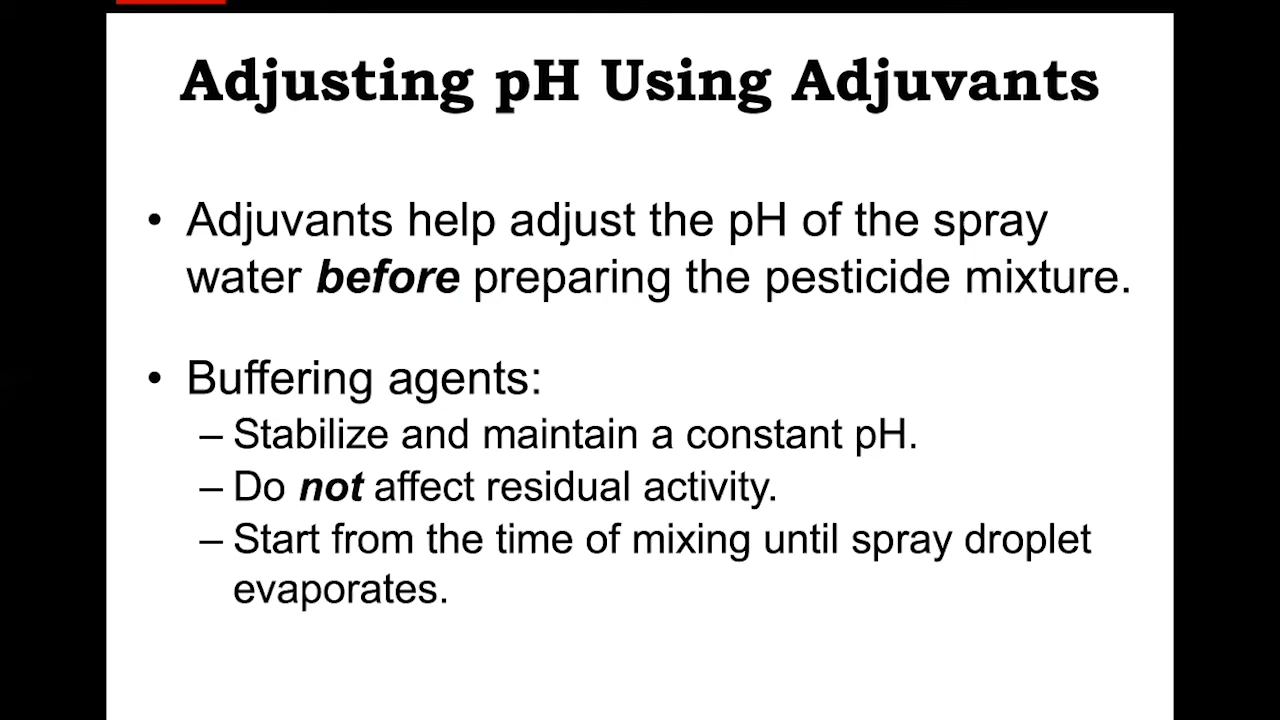 Adjusting pH Using Adjuvants
• Adjuvants help adjust the pH of the spray
water before preparing the pesticide mixture.
• Buffering agents:
– Stabilize and maintain a constant pH.
– Do not affect residual activity.
– Start from the time of mixing until spray droplet
evaporates.